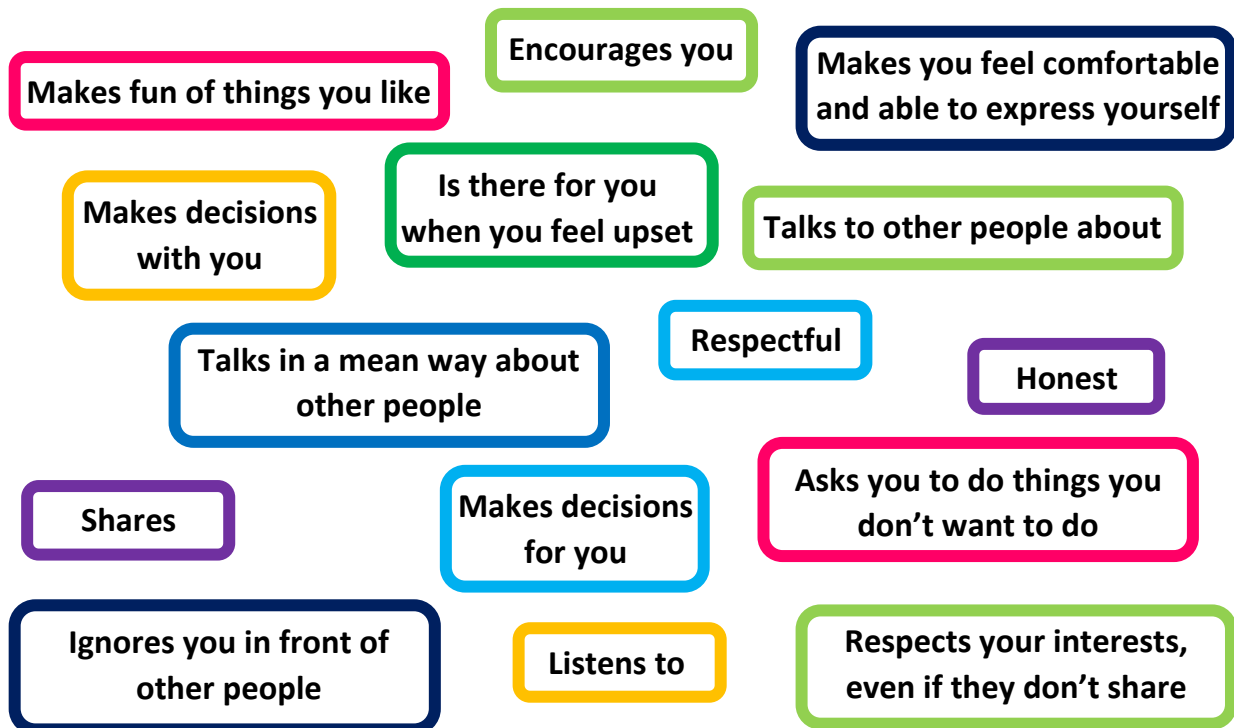 Encourages you
Makes fun of things you like
Makes you feel comfortable
and able to express yourself
Makes decisions
with you
Is there for you
when you feel upset
Talks to other people about
Talks in a mean way about
other people
Respectful
Honest
Shares
Makes decisions
for you
Asks you to do things you
don’t want to do
Ignores you in front of
other people
Listens to
Respects your interests,
even if they don’t share